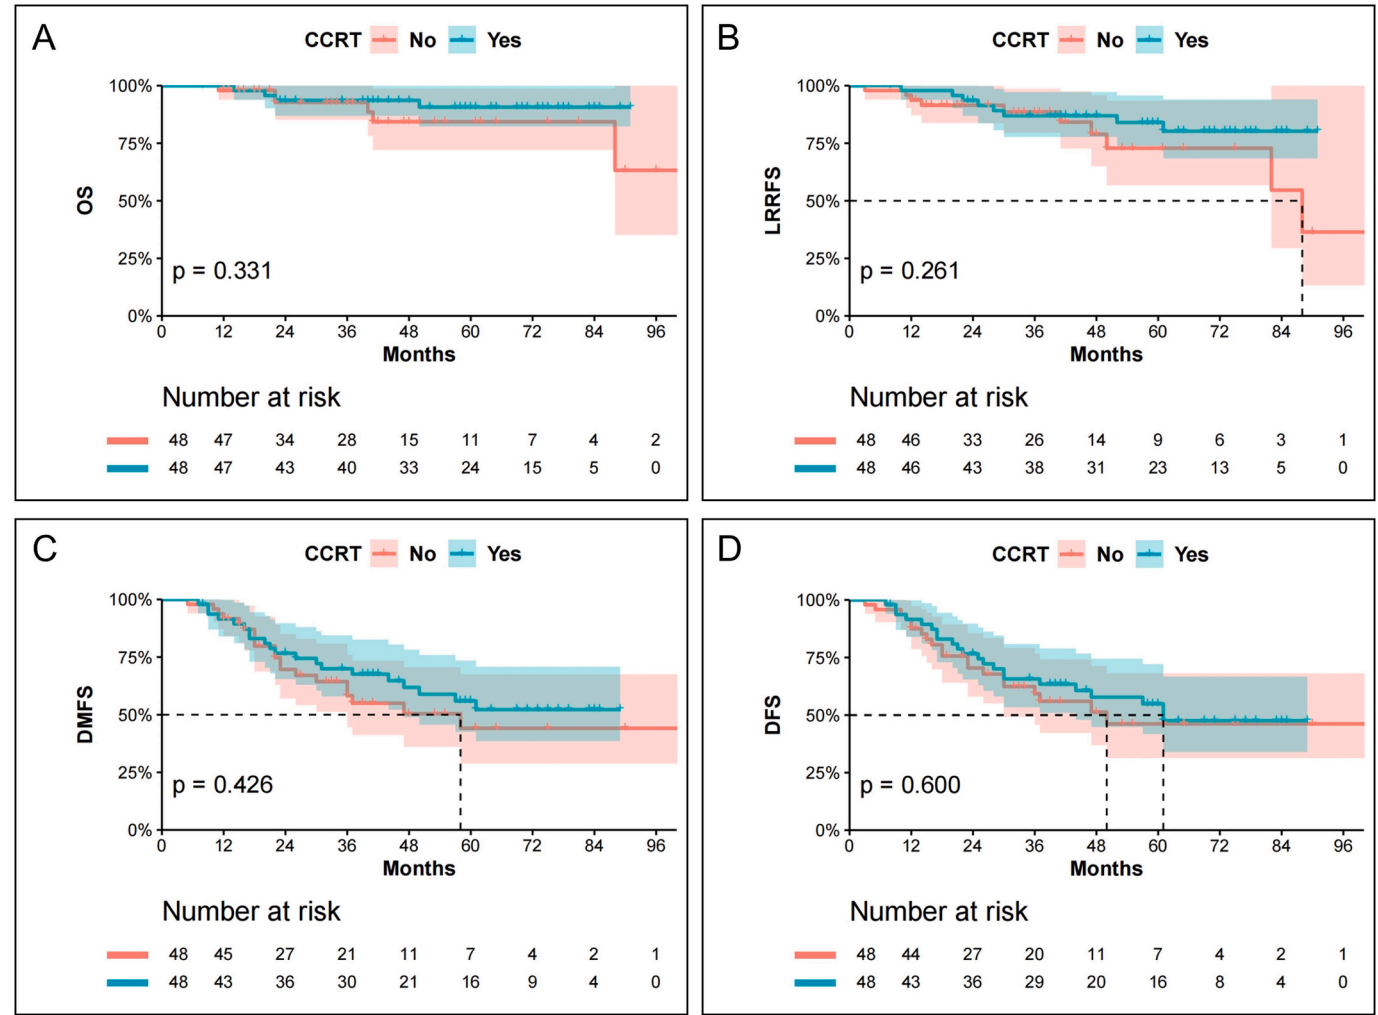 A
CCRT No Yes
100%
75%
50%
25%
0%
OS
p = 0.331
0 12 24 36 48 60 72 84 96
Months
Number at risk
48 47 34 28 15 11 7 4 2
48 47 43 40 33 24 15 5 0
B
CCRT No Yes
100%
75%
50%
25%
0%
LRRFS
p = 0.261
0 12 24 36 48 60 72 84 96
Months
Number at risk
48 46 33 26 14 9 6 3 1
48 46 43 38 31 23 13 5 0
C
CCRT No Yes
100%
75%
50%
25%
0%
DMFS
p = 0.426
0 12 24 36 48 60 72 84 96
Months
Number at risk
48 45 27 21 11 7 4 2 1
48 43 36 30 21 16 9 4 0
D
CCRT No Yes
100%
75%
50%
25%
0%
DFS
p = 0.600
0 12 24 36 48 60 72 84 96
Months
Number at risk
48 44 27 20 11 7 4 2 1
48 43 36 29 20 16 8 4 0